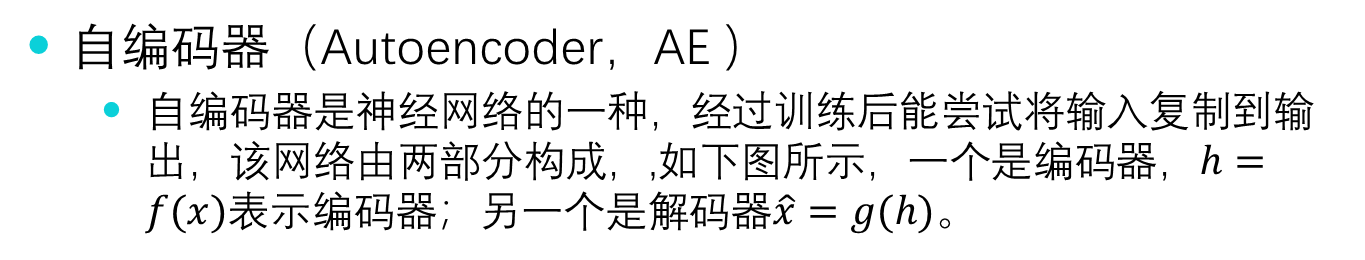 • 自编码器（Autoencoder，AE ）
• 自编码器是神经网络的一种，经过训练后能尝试将输入复制到输
出，该网络由两部分构成，,如下图所示，一个是编码器，ℎ =
𝑓(𝑥)表示编码器；另一个是解码器𝑥̂ = 𝑔(ℎ)。